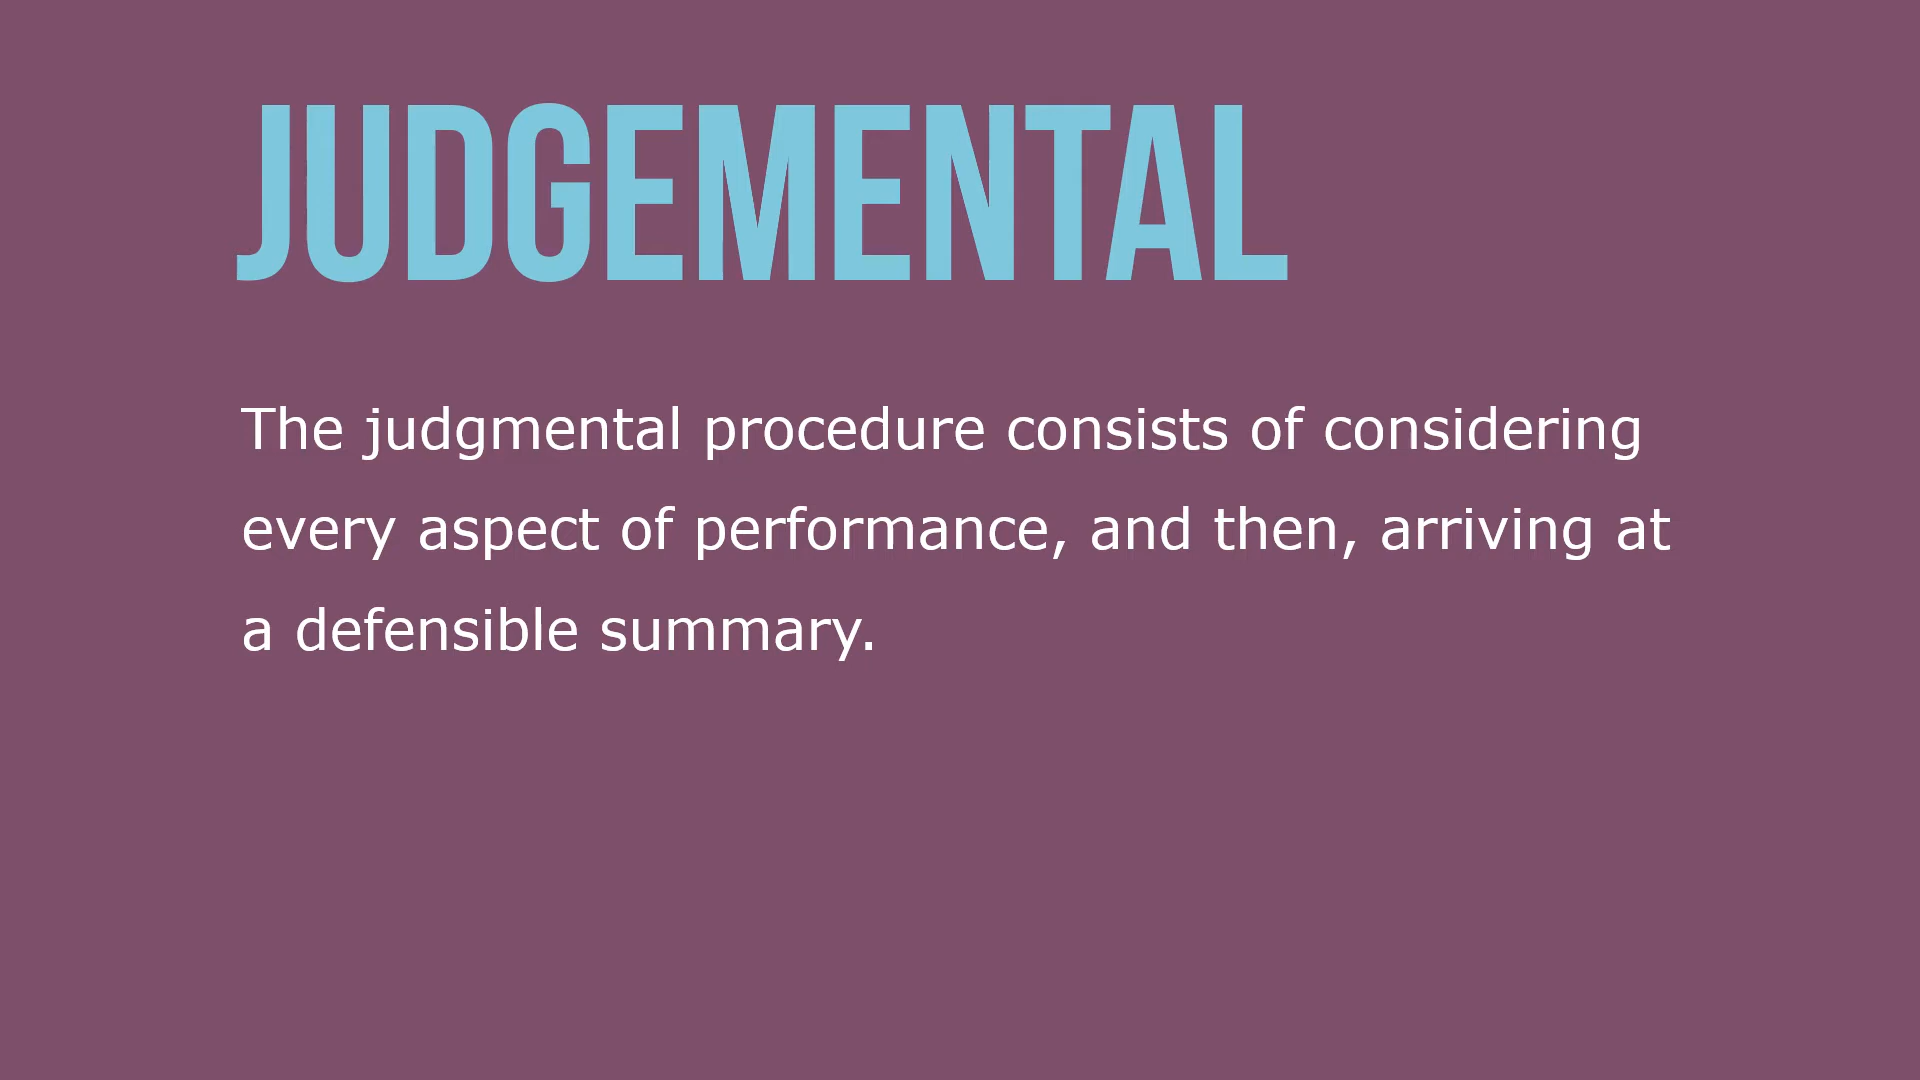 JUDGEMENTAL
The judgmental procedure consists of considering
every aspect of performance, and then, arriving at
a defensible summary.